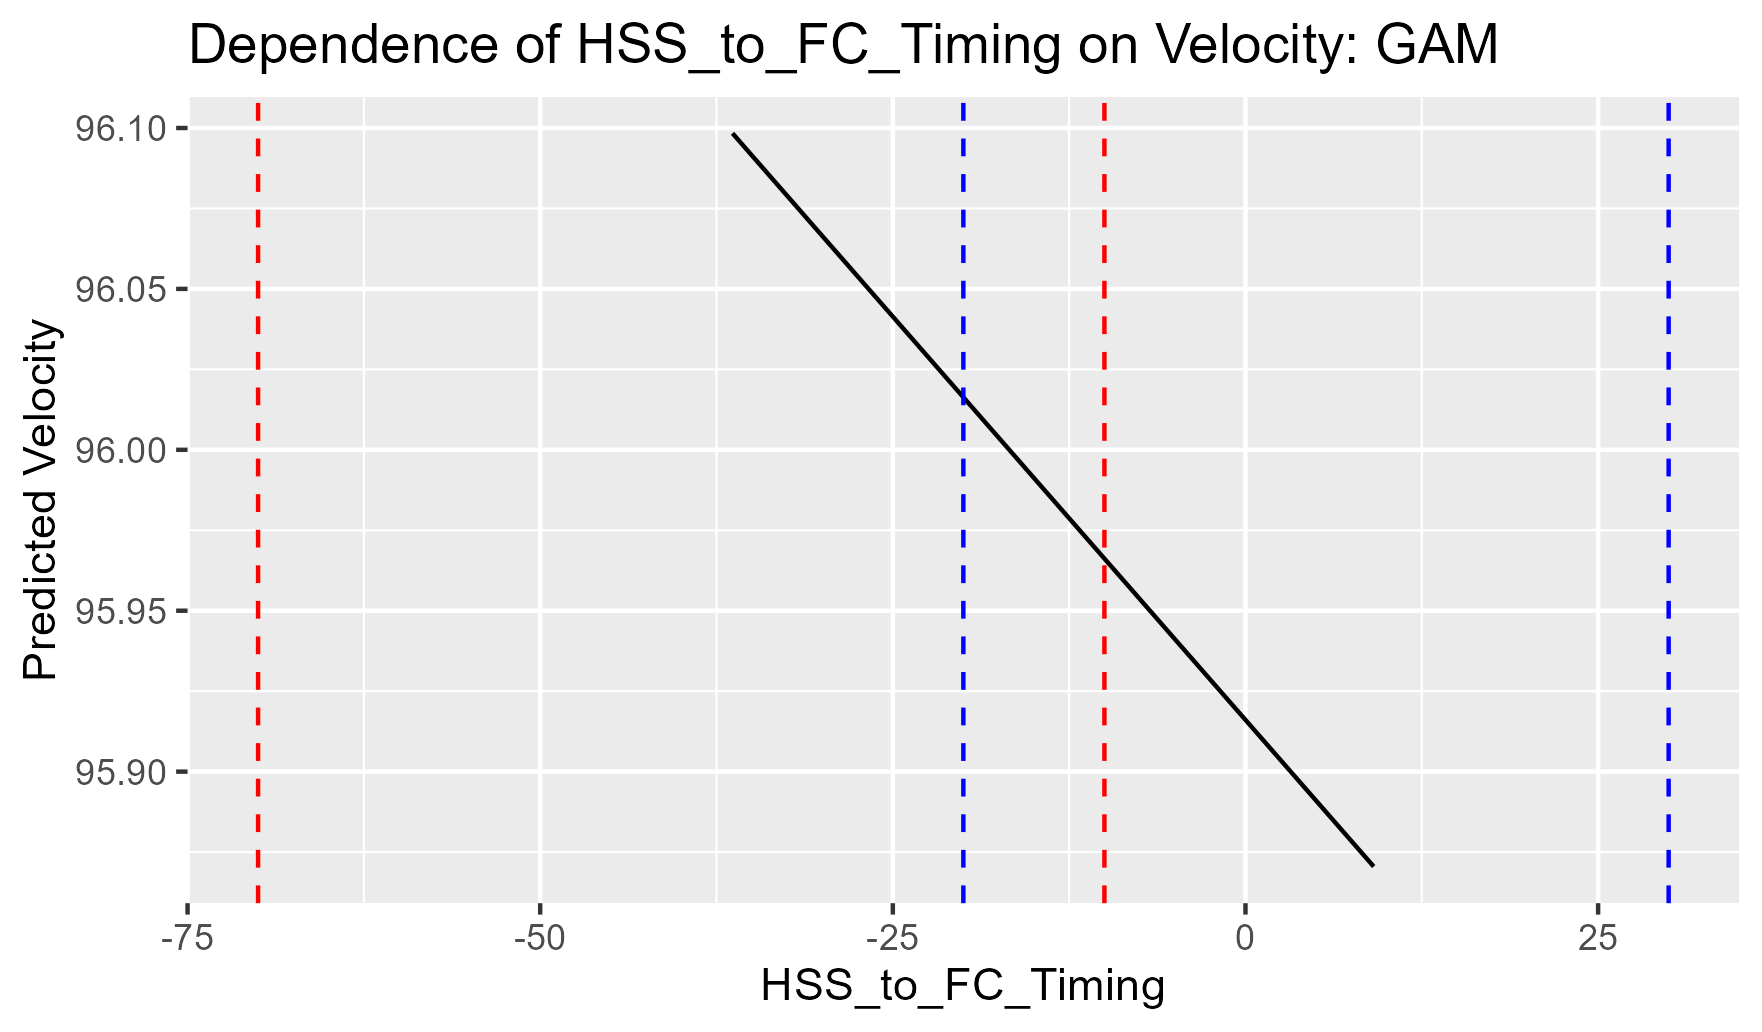 Dependence of HSS_to_FC_Timing on Velocity: GAM
Predicted Velocity
96.10
96.05
96.00
95.95
95.90
-75 -50 -25 0 25
HSS_to_FC_Timing